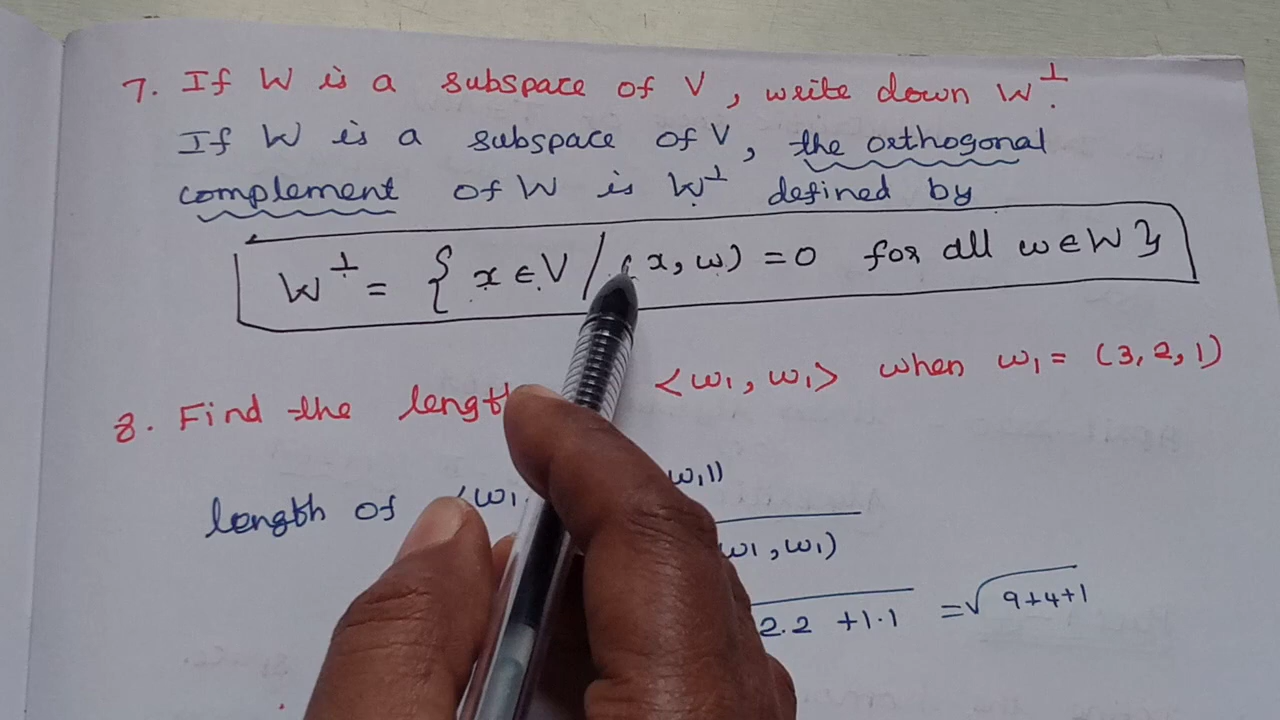 7. If W is a subspace of V, write down W⊥.
If W is a subspace of V, the orthogonal
complement of W is W⊥ defined by
W⊥ = { x ∈ V / (x, w) = 0 for all w ∈ W }
8. Find the length <w₁, w₁> when w₁ = (3, 2, 1)
length of <w₁ w₁||
w₁, w₁)
2.2 + 1.1 = √9+4+1